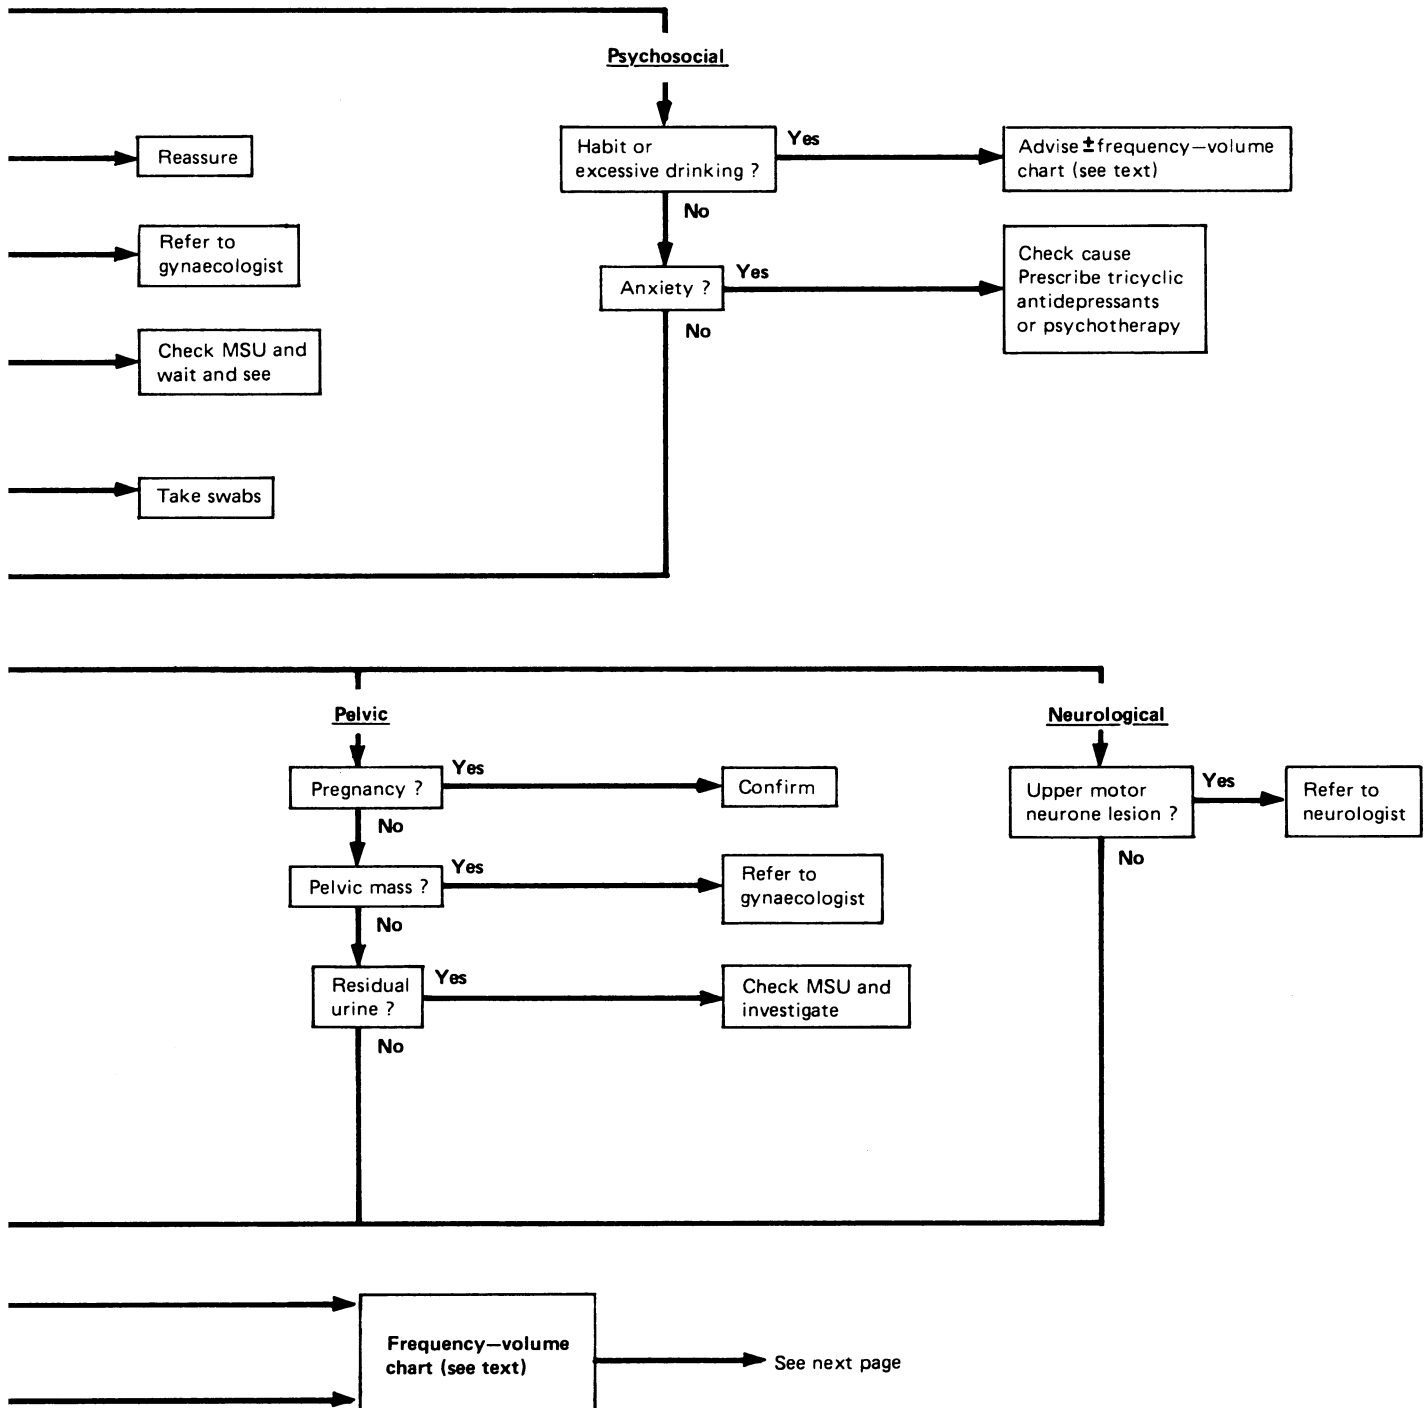 Psychosocial
Habit or
excessive drinking ?
Yes
Advise ± frequency—volume
chart (see text)
No
Anxiety ?
Yes
Check cause
Prescribe tricyclic
antidepressants
or psychotherapy
No
Reassure
Refer to
gynaecologist
Check MSU and
wait and see
Take swabs
Pelvic
Pregnancy ?
Yes
Confirm
No
Pelvic mass ?
Yes
Refer to
gynaecologist
No
Residual
urine ?
Yes
Check MSU and
investigate
No
Neurological
Upper motor
neurone lesion ?
Yes
Refer to
neurologist
No
Frequency—volume
chart (see text)
See next page